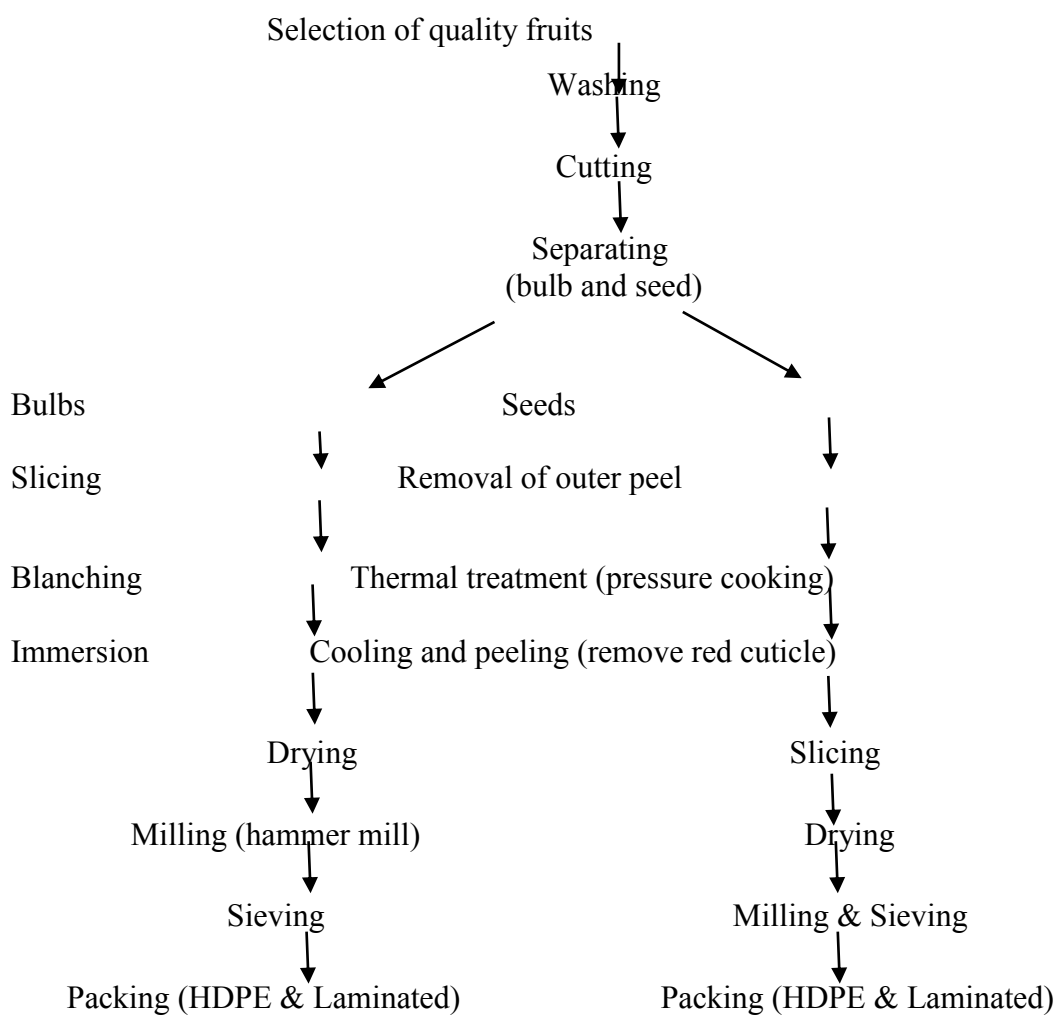 Selection of quality fruits
Washing
Cutting
Separating
(bulb and seed)
Bulbs Seeds
Slicing Removal of outer peel
Blanching Thermal treatment (pressure cooking)
Immersion Cooling and peeling (remove red cuticle)
Drying Slicing
Milling (hammer mill) Drying
Sieving Milling & Sieving
Packing (HDPE & Laminated) Packing (HDPE & Laminated)